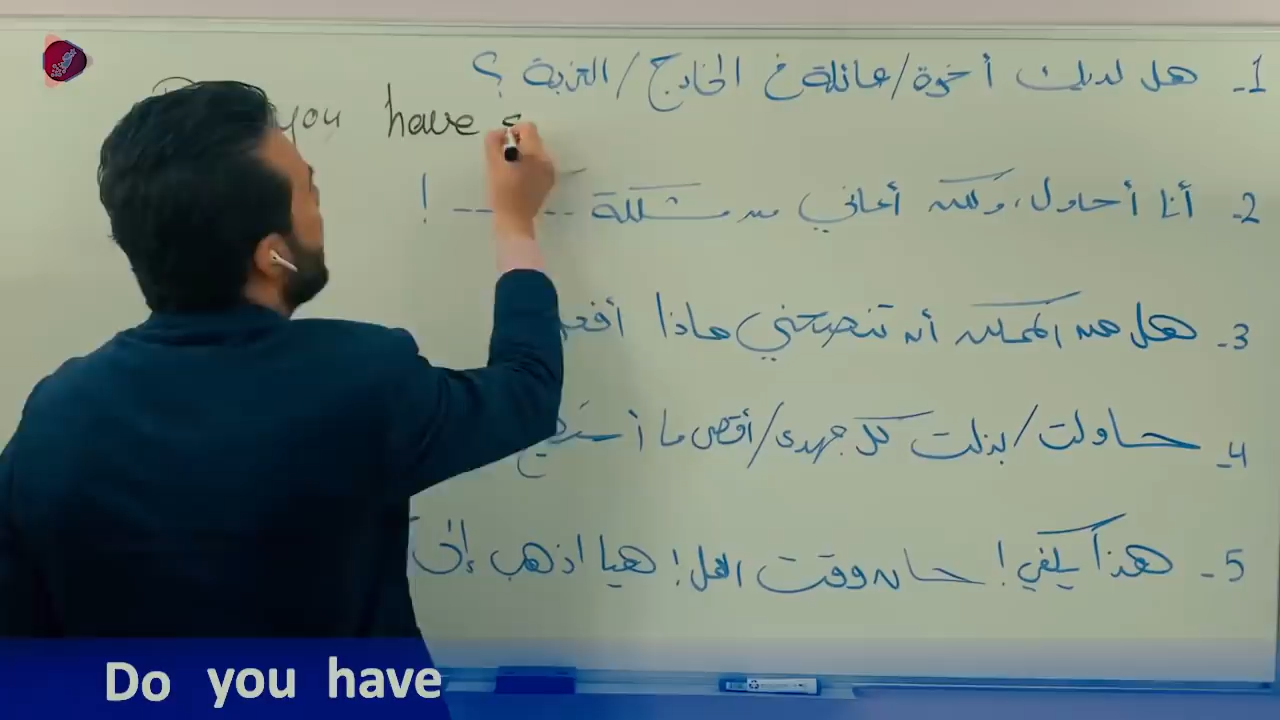 1- هل لديك أخوة/عائلة في الخارج/الغربة ؟
you have
2- أنا أحاول، ولكن أعاني من مشكلة ------ !
3- هل من الممكن أن تنصحني ماذا
4- حاولت/بذلت كل جهدي/أقصى ما
5- هذا يكفي! حان وقت العمل! هيا اذهب إلى
Do you have